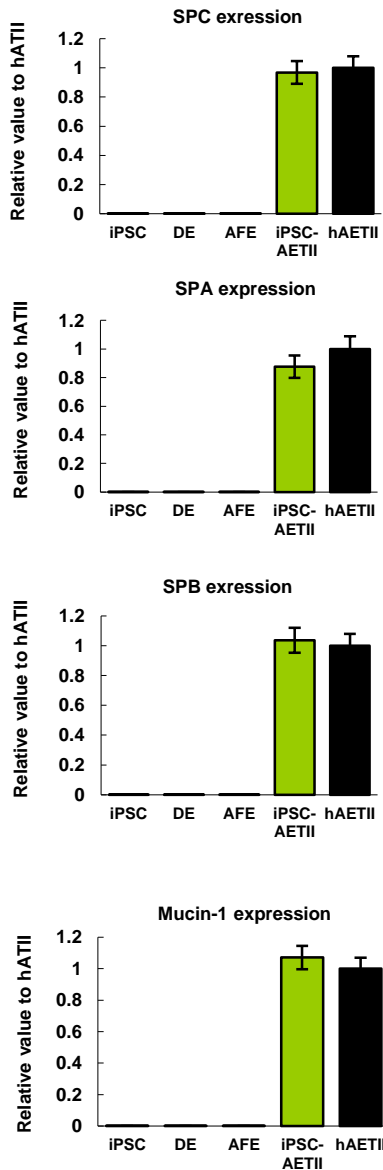 SPC exression
Relative value to hATII
1.2
1
0.8
0.6
0.4
0.2
0
iPSC DE AFE iPSC- hAETII
AETII
SPA expression
Relative value to hATII
1.2
1
0.8
0.6
0.4
0.2
0
iPSC DE AFE iPSC- hAETII
AETII
SPB exression
Relative value to hATII
1.2
1
0.8
0.6
0.4
0.2
0
iPSC DE AFE iPSC- hAETII
AETII
Mucin-1 expression
Relative value to hATII
1.2
1
0.8
0.6
0.4
0.2
0
iPSC DE AFE iPSC- hAETII
AETII